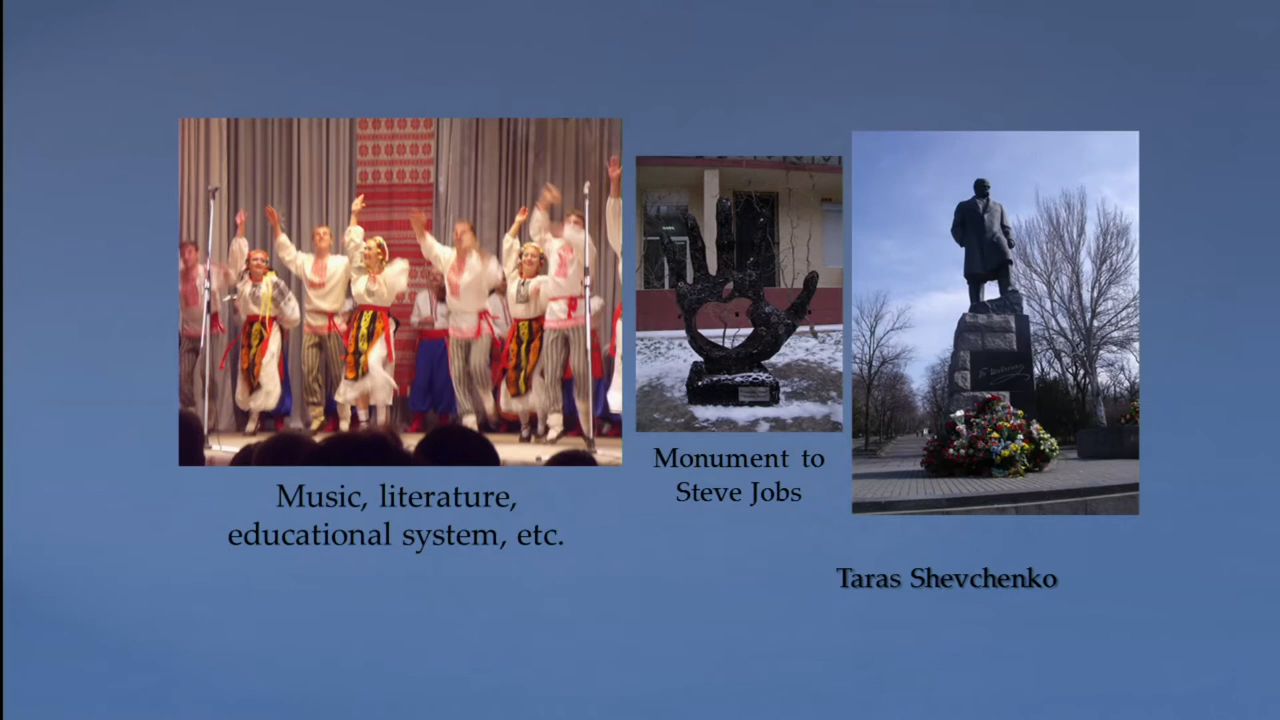 Music, literature,
educational system, etc.
Monument to
Steve Jobs
Taras Shevchenko